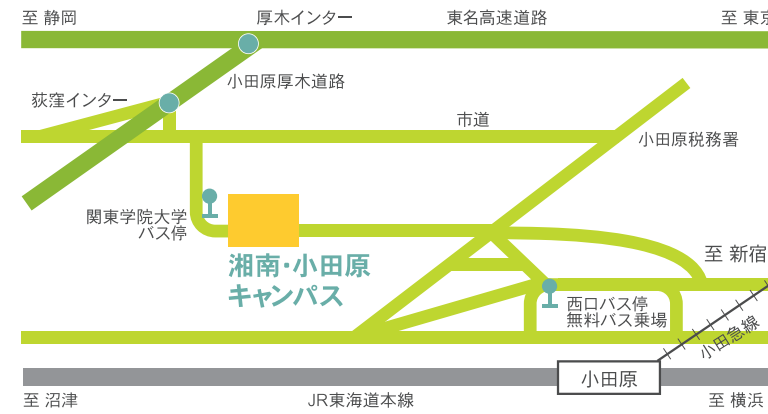 至 静岡
厚木インター
東名高速道路
至 東京
小田原厚木道路
荻窪インター
市道
小田原税務署
関東学院大学
バス停
湘南・小田原
キャンパス
至 新宿
西口バス停
無料バス乗場
小田急線
小田原
至 沼津
JR東海道本線
至 横浜